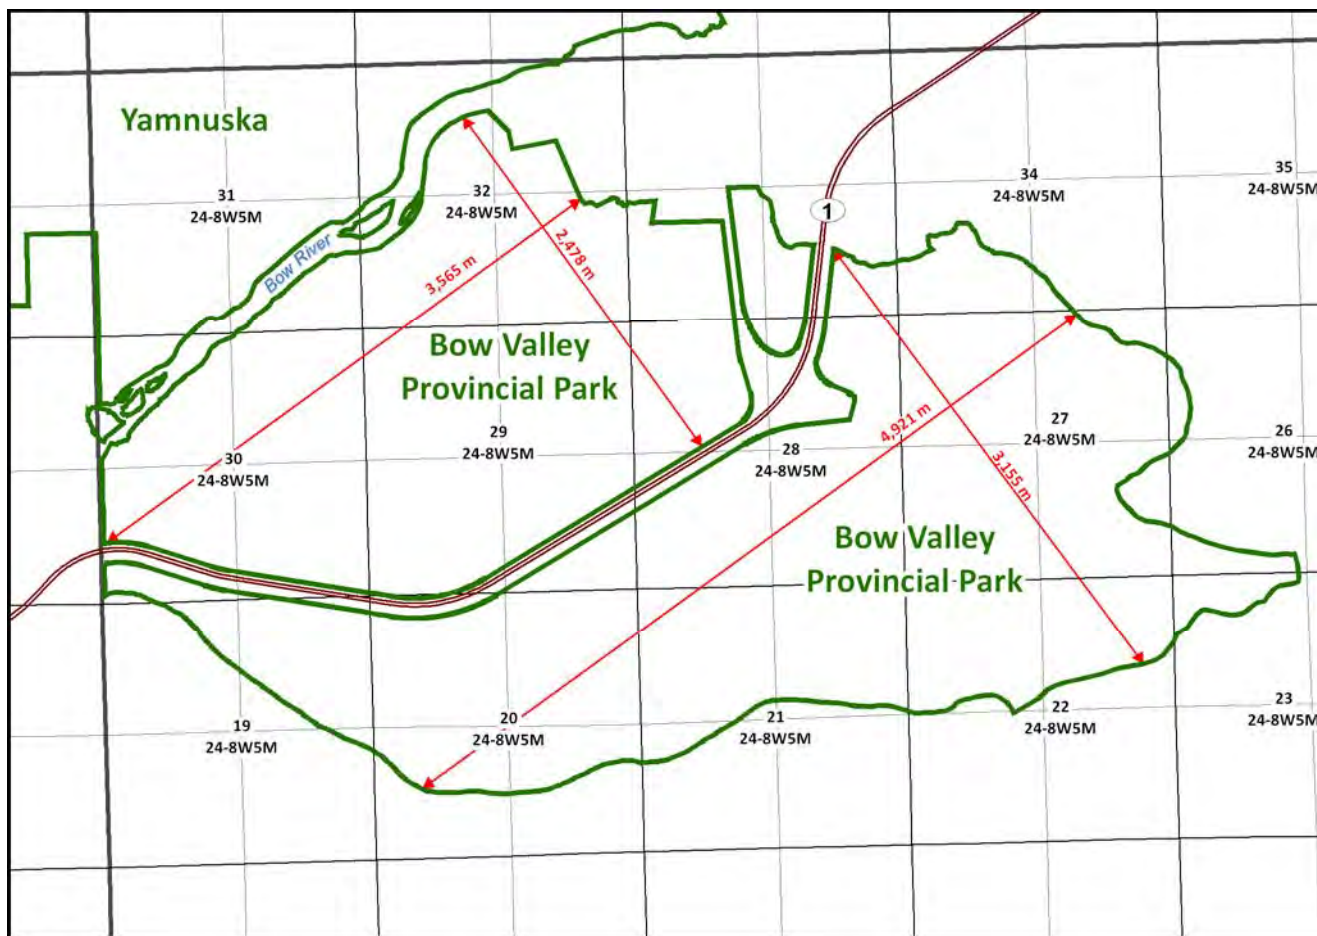 Yamnuska
31
24-8W5M
32
24-8W5M
34
24-8W5M
35
24-8W5M
1
Bow River
3,565 m
2,478 m
Bow Valley
Provincial Park
4,921 m
3,155 m
30
24-8W5M
29
24-8W5M
28
24-8W5M
27
24-8W5M
26
24-8W5M
Bow Valley
Provincial Park
19
24-8W5M
20
24-8W5M
21
24-8W5M
22
24-8W5M
23
24-8W5M